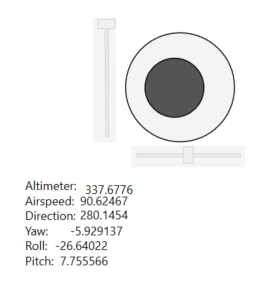 Altimeter: 337.6776
Airspeed: 90.62467
Direction: 280.1454
Yaw: -5.929137
Roll: -26.64022
Pitch: 7.755566